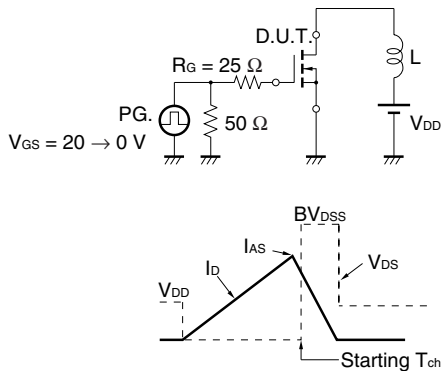 D.U.T.
RG = 25 Ω
L
PG.
50 Ω
VDD
VGS = 20 → 0 V
BVDSS
IAS
ID
VDS
VDD
Starting Tch